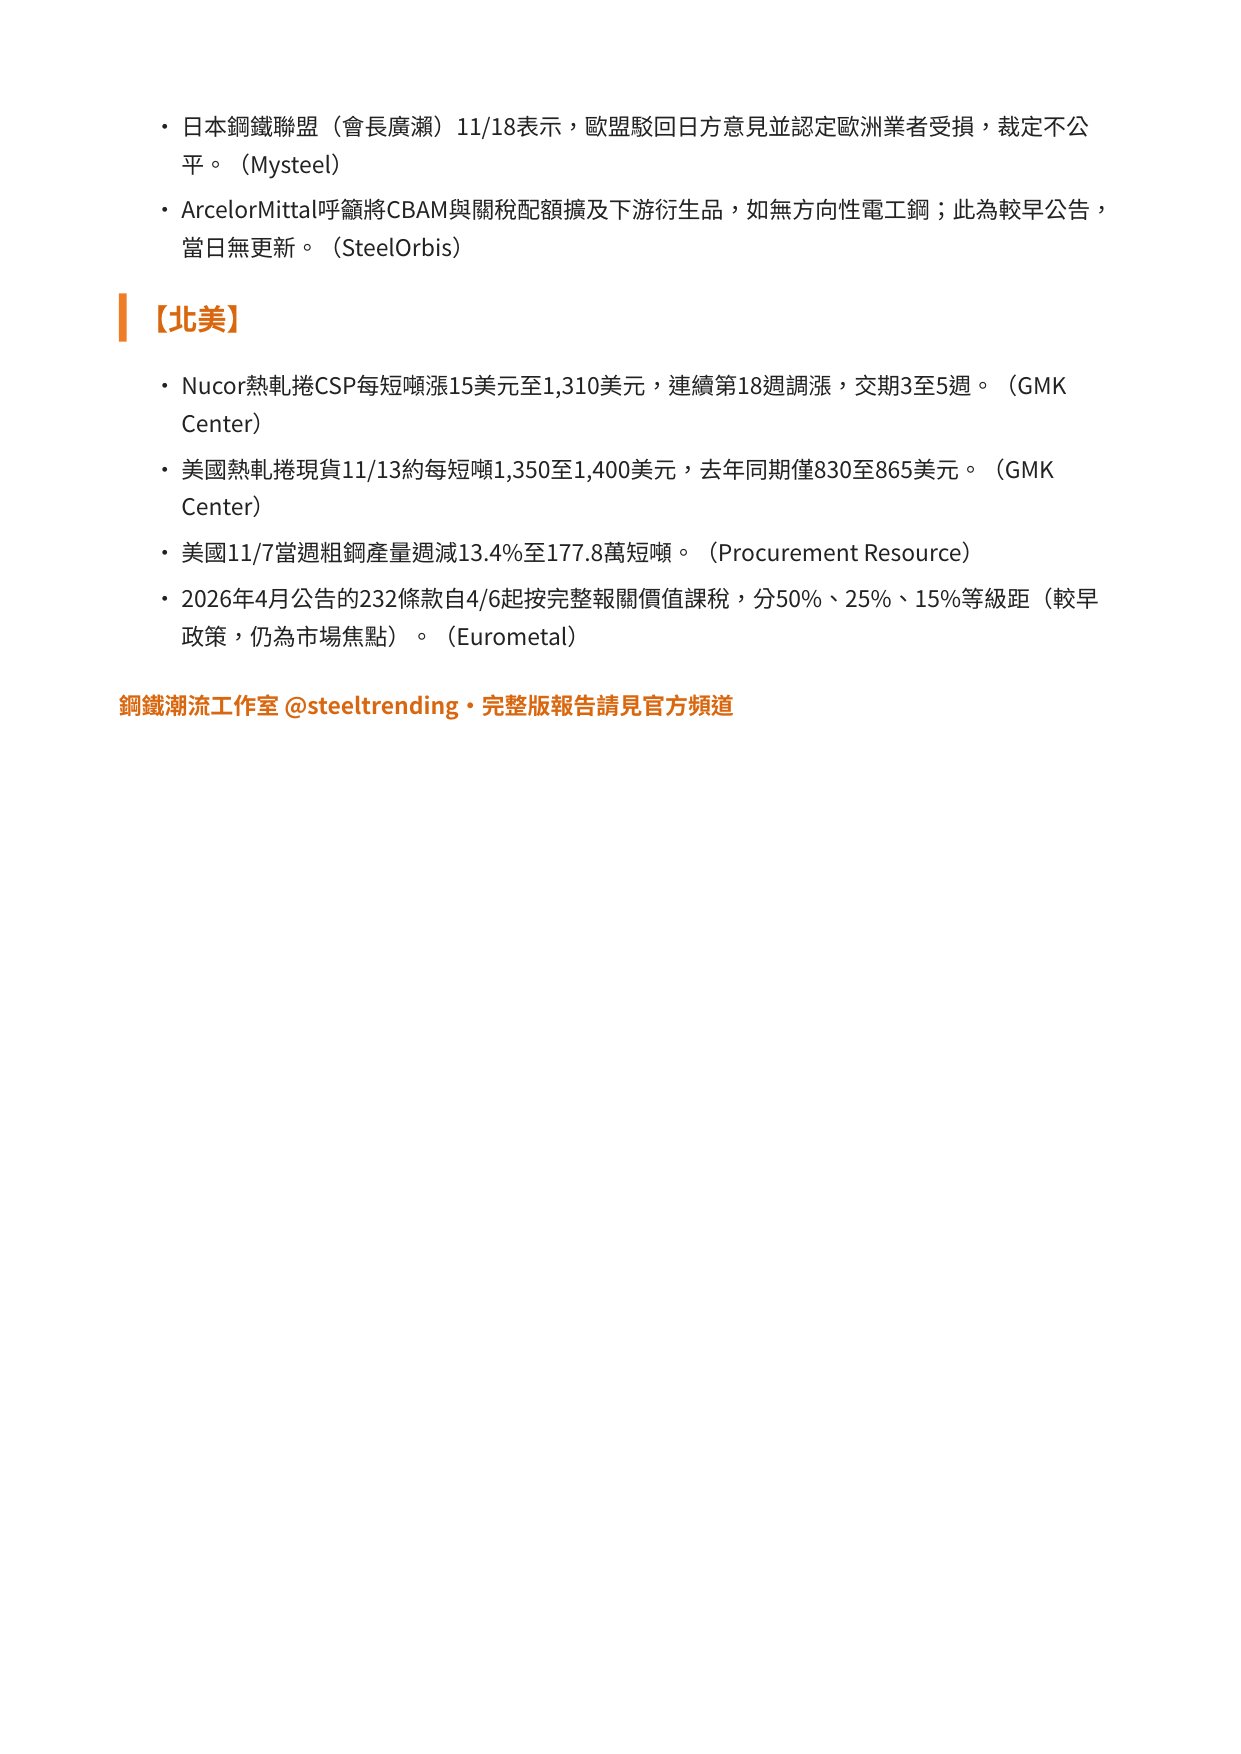 • 日本鋼鐵聯盟（會長廣瀨）11/18表示，歐盟駁回日方意見並認定歐洲業者受損，裁定不公
平。（Mysteel）
• ArcelorMittal呼籲將CBAM與關稅配額擴及下游衍生品，如無方向性電工鋼；此為較早公告，
當日無更新。（SteelOrbis）
【北美】
• Nucor熱軋捲CSP每短噸漲15美元至1,310美元，連續第18週調漲，交期3至5週。（GMK
Center）
• 美國熱軋捲現貨11/13約每短噸1,350至1,400美元，去年同期僅830至865美元。（GMK
Center）
• 美國11/7當週粗鋼產量週減13.4%至177.8萬短噸。（Procurement Resource）
• 2026年4月公告的232條款自4/6起按完整報關價值課稅，分50%、25%、15%等級距（較早
政策，仍為市場焦點）。（Eurometal）
鋼鐵潮流工作室 @steeltrending・完整版報告請見官方頻道